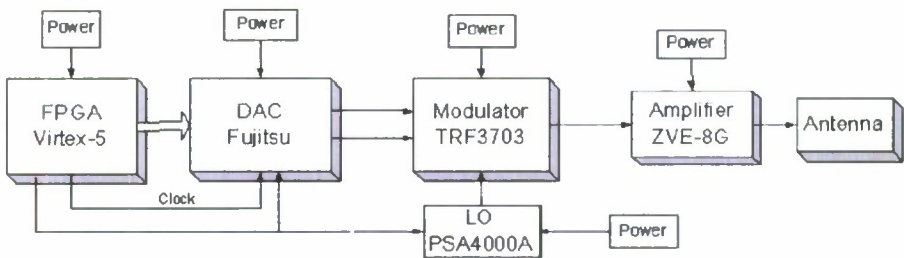 Power
Power
Power
Power
FPGA
Virtex-5
DAC
Fujitsu
Modulator
TRF3703
Amplifier
ZVE-8G
Antenna
Clock
LO
PSA4000A
Power